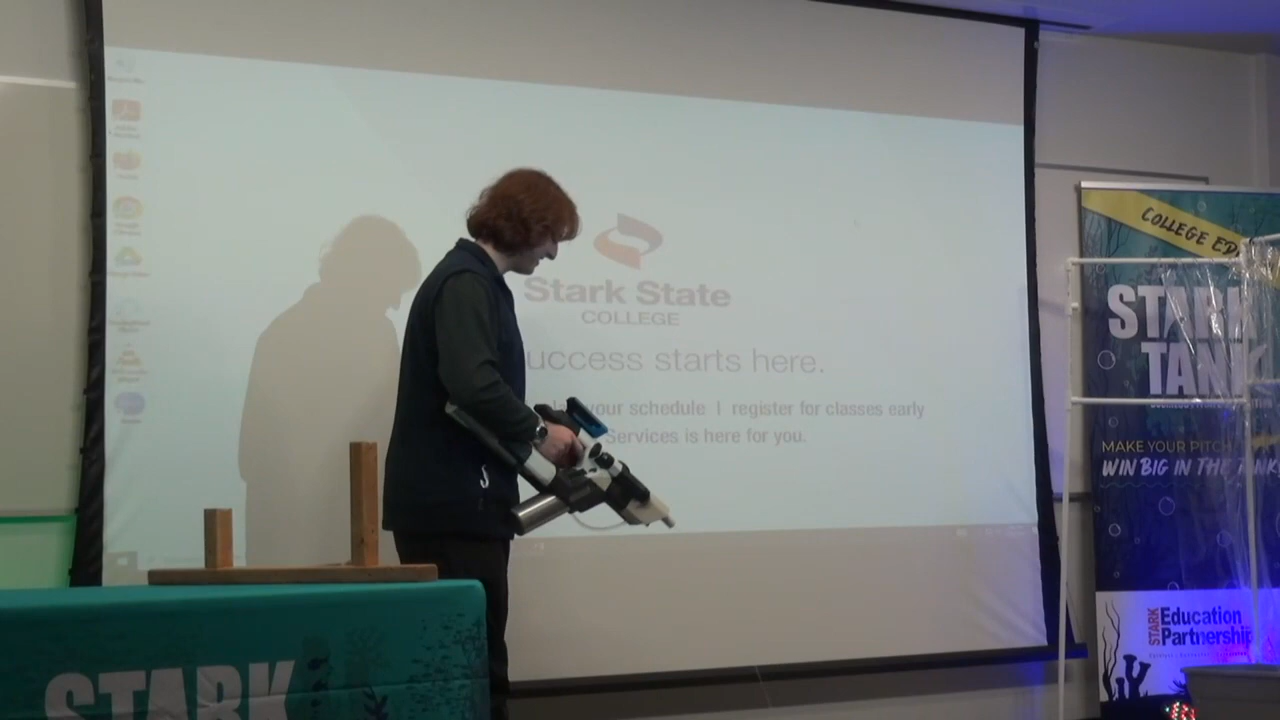 Stark State
COLLEGE
uccess starts here.
your schedule | register for classes early
Services is here for you.
COLLEGE ED
STARK
TANK
MAKE YOUR PITCH
WIN BIG IN THE TANK
STARK
Education
Partnership
STARK